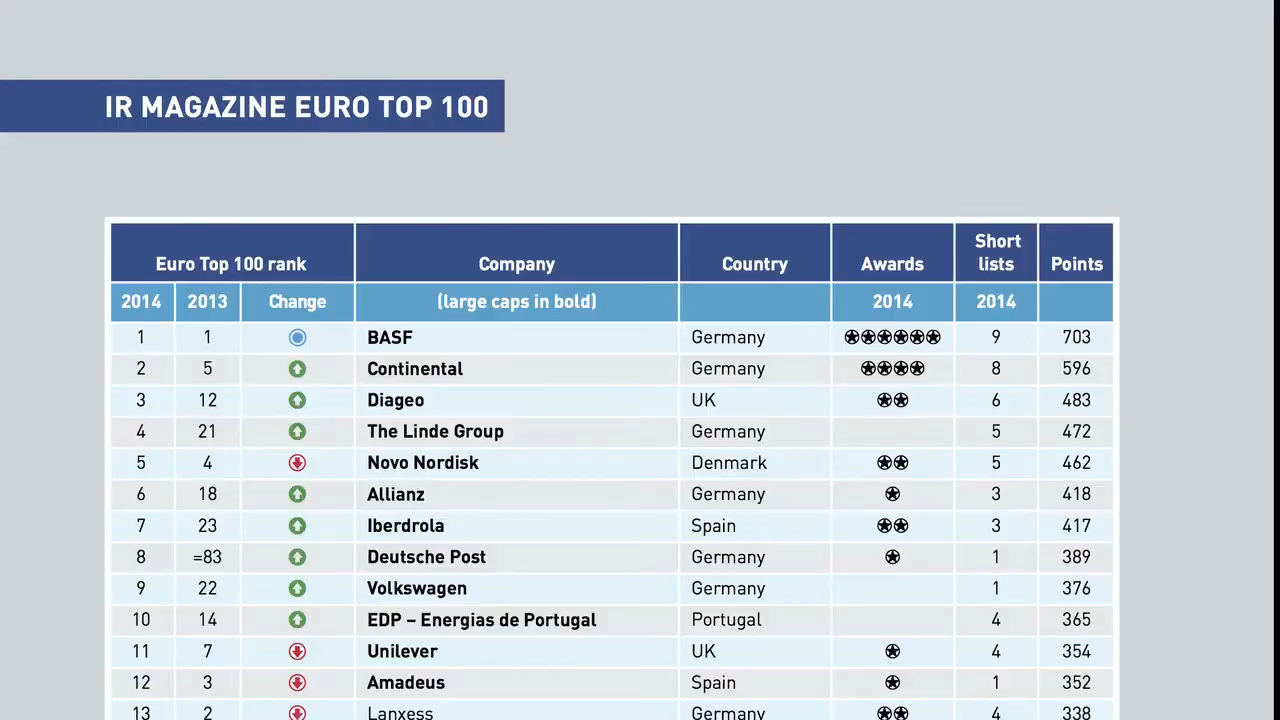 IR MAGAZINE EURO TOP 100
Euro Top 100 rank Company Country Awards Short lists Points
2014 2013 Change (large caps in bold) 2014 2014
1 1 BASF Germany 9 703
2 5 Continental Germany 8 596
3 12 Diageo UK 6 483
4 21 The Linde Group Germany 5 472
5 4 Novo Nordisk Denmark 5 462
6 18 Allianz Germany 3 418
7 23 Iberdrola Spain 3 417
8 =83 Deutsche Post Germany 1 389
9 22 Volkswagen Germany 1 376
10 14 EDP – Energias de Portugal Portugal 4 365
11 7 Unilever UK 4 354
12 3 Amadeus Spain 1 352
13 2 Lanxess Germany 4 338